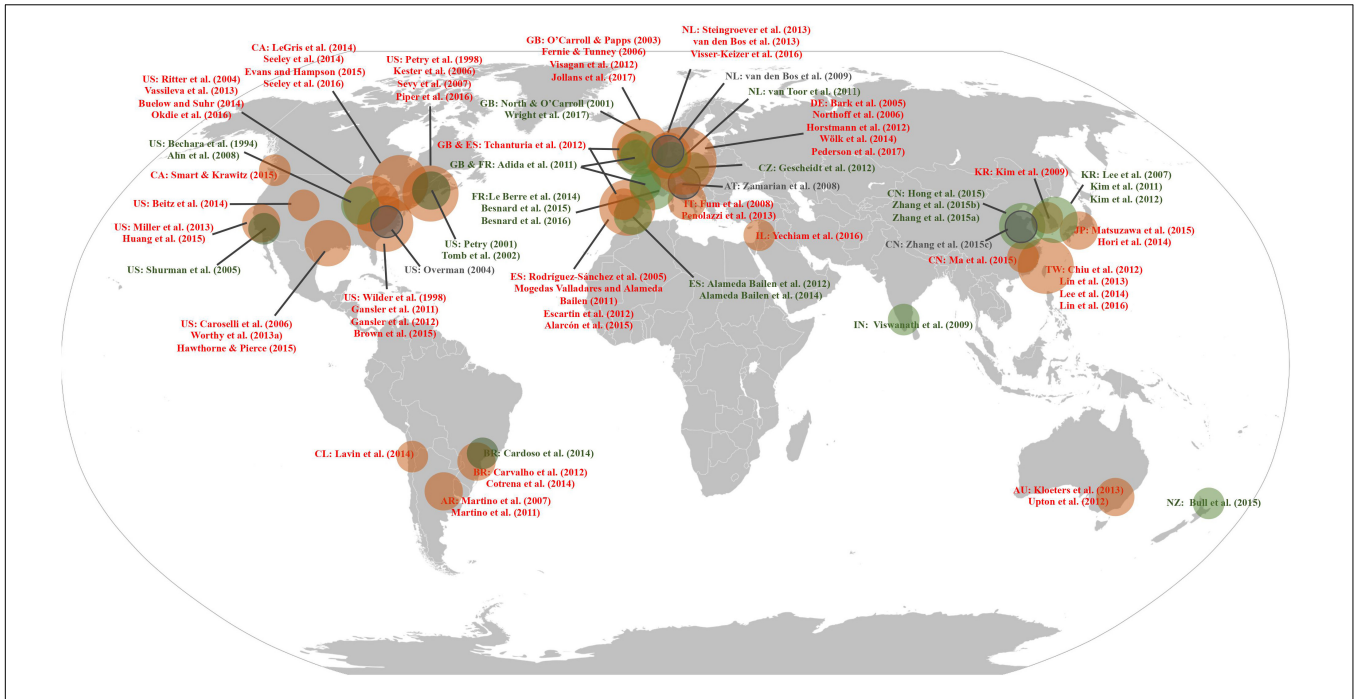 CA: LeGris et al. (2014)
Seeley et al. (2014)
Evans and Hampson (2015)
Seeley et al. (2016)
US: Ritter et al. (2004)
Vassileva et al. (2013)
Buelow and Suhr (2014)
Okdie et al. (2016)
US: Petry et al. (1998)
Kester et al. (2006)
Sevy et al. (2007)
Piper et al. (2016)
US: Bechara et al. (1994)
Ahn et al. (2008)
CA: Smart & Krawitz (2015)
US: Beitz et al. (2014)
US: Miller et al. (2013)
Huang et al. (2015)
US: Shurman et al. (2005)
US: Petry (2001)
Tomb et al. (2002)
US: Overman (2004)
US: Wilder et al. (1998)
Gansler et al. (2011)
Gansler et al. (2012)
Brown et al. (2015)
US: Caroselli et al. (2006)
Worthy et al. (2013a)
Hawthorne & Pierce (2015)
GB: O'Carroll & Papps (2003)
Fernie & Tunney (2006)
Visagan et al. (2012)
Jollans et al. (2017)
NL: Steingroever et al. (2013)
van den Bos et al. (2013)
Visser-Keizer et al. (2016)
NL: van den Bos et al. (2009)
NL: van Toor et al. (2011)
GB: North & O'Carroll (2001)
Wright et al. (2017)
DE: Bark et al. (2005)
Northoff et al. (2006)
Horstmann et al. (2012)
Wölk et al. (2014)
Pederson et al. (2017)
GB & ES: Tchanturia et al. (2012)
GB & FR: Adida et al. (2011)
CZ: Gescheidt et al. (2012)
AT: Zamarian et al. (2008)
FR:Le Berre et al. (2014)
Besnard et al. (2015)
Besnard et al. (2016)
IT: Fum et al. (2008)
Penolazzi et al. (2013)
IL: Yechiam et al. (2016)
ES: Rodríguez-Sánchez et al. (2005)
Mogedas Valladares and Alameda
Bailen (2011)
Escartin et al. (2012)
Alarcón et al. (2015)
ES: Alameda Bailen et al. (2012)
Alameda Bailen et al. (2014)
KR: Kim et al. (2009)
KR: Lee et al. (2007)
Kim et al. (2011)
Kim et al. (2012)
CN: Hong et al. (2015)
Zhang et al. (2015b)
Zhang et al. (2015a)
CN: Zhang et al. (2015c)
CN: Ma et al. (2015)
JP: Matsuzawa et al. (2015)
Hori et al. (2014)
TW: Chiu et al. (2012)
Lin et al. (2013)
Lee et al. (2014)
Lin et al. (2016)
IN: Viswanath et al. (2009)
CL: Lavin et al. (2014)
BR: Cardoso et al. (2014)
BR: Carvalho et al. (2012)
Cotrena et al. (2014)
AR: Martino et al. (2007)
Martino et al. (2011)
AU: Kloeters et al. (2013)
Upton et al. (2012)
NZ: Bull et al. (2015)